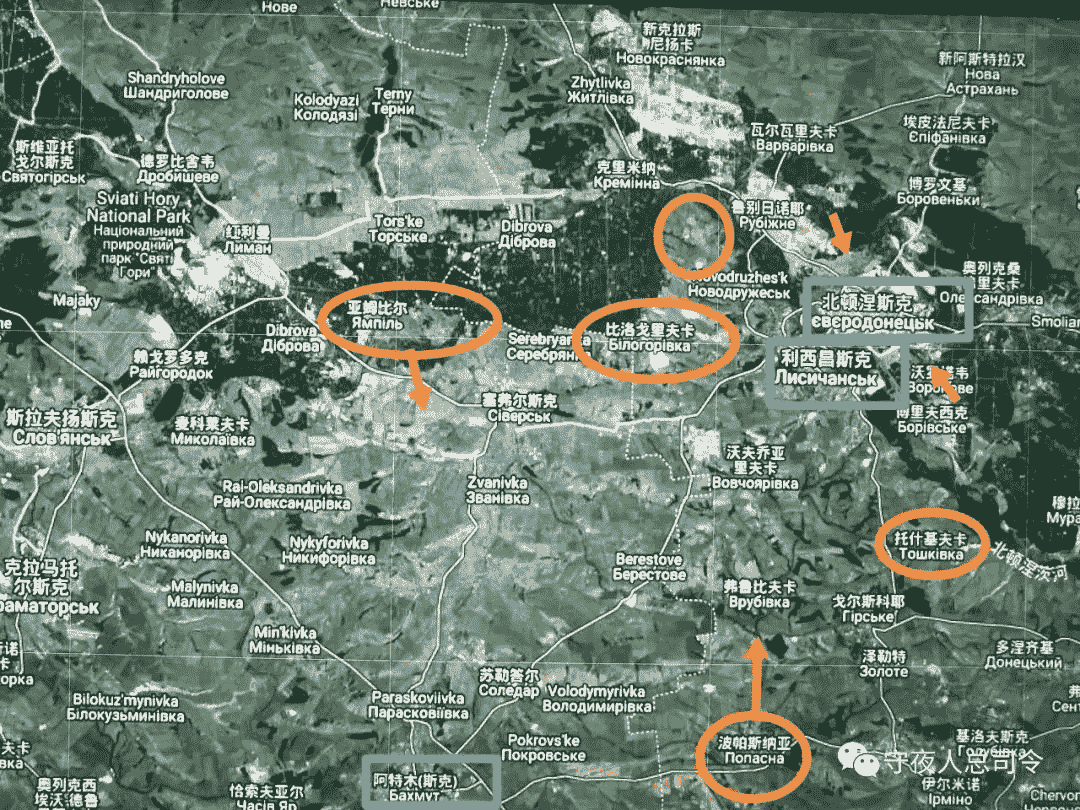 Нове
Невське
新克拉斯
尼扬卡
Новокраснянка
新阿斯特拉汉
Нова
Астрахань
Shandryholove
Шандриголове
Kolodyazi
Колодязі
Terny
Терни
Zhytlivka
Житлівка
瓦尔瓦里夫卡
Варварівка
埃皮法尼夫卡
Єпіфанівка
斯维亚托
戈尔斯克
Святогірськ
德罗比舍韦
Дробишеве
克里米纳
Кремінна
博罗文基
Боровеньки
Sviati Hory
National Park
Національний
природний
парк "Святі
Гори"
红利曼
Лиман
Tors'ke
Торське
Dibrova
Діброва
鲁别日诺耶
Рубіжне
Novodruzhes'k
Новодружеськ
奥列克桑
Олександрівка
Majaky
亚姆比尔
Ямпіль
Dibrova
Діброва
Serebryanka
比洛戈里夫卡
Білогорівка
北顿涅斯克
євєродонецьк
Smolian
利西昌斯克
Лисичанськ
赖戈罗多克
Райгородок
斯拉夫扬斯克
Слов'янськ
麦科莱夫卡
Миколаївка
塞弗尔斯克
Сіверськ
博里夫西克
Борівське
沃夫乔亚
里夫卡
Вовчоярівка
Rai-Oleksandrivka
Рай-Олександрівка
Zvanivka
Званівка
穆拉
Мура
托什基夫卡
Тошківка
北顿涅茨河
Nykanorivka
Никанорівка
Nykyforivka
Никифорівка
Berestove
Берестове
克拉马托
尔斯克
раматорськ
Malynivka
Малинівка
弗鲁比夫卡
Врубівка
戈尔斯科耶
Гірське
Min'kivka
Міньківка
多涅齐基
Донецький
泽勒特
Золоте
苏勒答尔
Соледар
Volodymyrivka
Володимирівка
Bilokuz'mynivka
Білокузьминівка
Paraskoviivka
Парасковіївка
Pokrovs'ke
Покровське
波帕斯纳亚
Попасна
基洛夫斯克
Голубівка
守夜人总司令
阿特木(斯克)
Бахмут
奥列克西
恰索夫亚尔
Часів Яр
伊尔米诺
Ірміно
Chervon